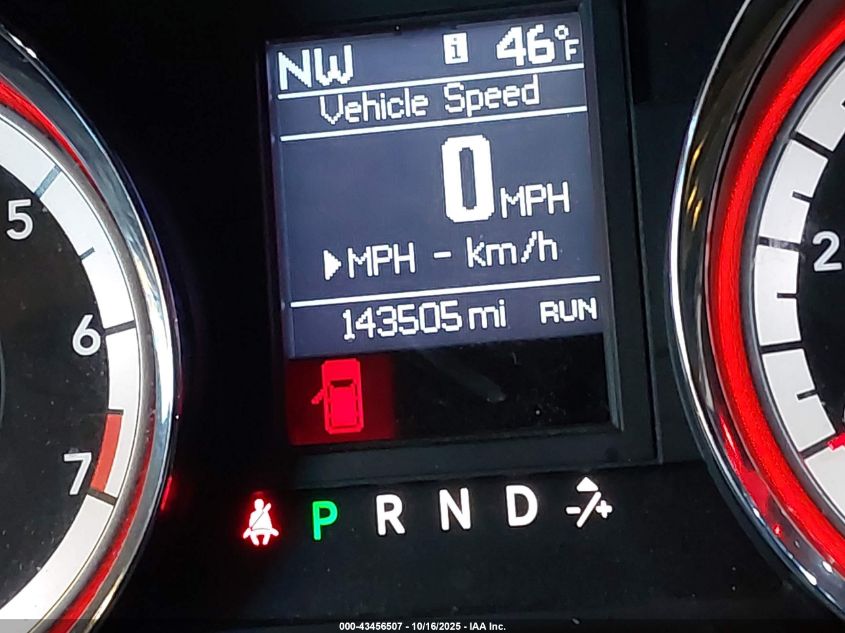 NW i 46°F
Vehicle Speed
0 MPH
▶MPH - km/h
143505 mi RUN
5
6
7
2
P R N D -/+
000-43456507 - 10/16/2025 - IAA Inc.